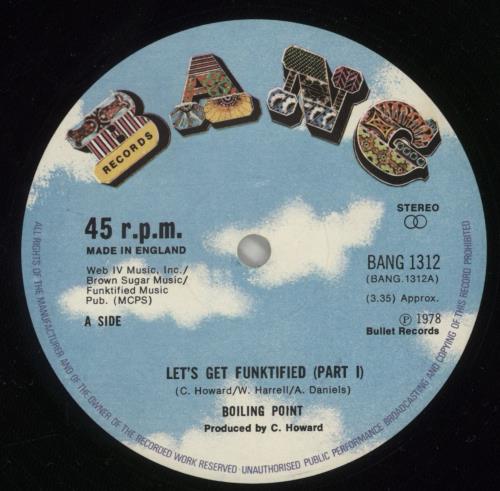 BANG
RECORDS
STEREO
45 r.p.m.
MADE IN ENGLAND
BANG 1312
(BANG.1312A)
Web IV Music, Inc./
Brown Sugar Music/
Funktified Music
Pub. (MCPS)
(3.35) Approx.
A SIDE
Ⓟ 1978
Bullet Records
LET'S GET FUNKTIFIED (PART I)
(C. Howard/W. Harrell/A. Daniels)
BOILING POINT
Produced by C. Howard
ALL RIGHTS OF THE MANUFACTURER AND OF THE OWNER OF THE RECORDED WORK RESERVED · UNAUTHORISED PUBLIC PERFORMANCE BROADCASTING AND COPYING OF THIS RECORD PROHIBITED